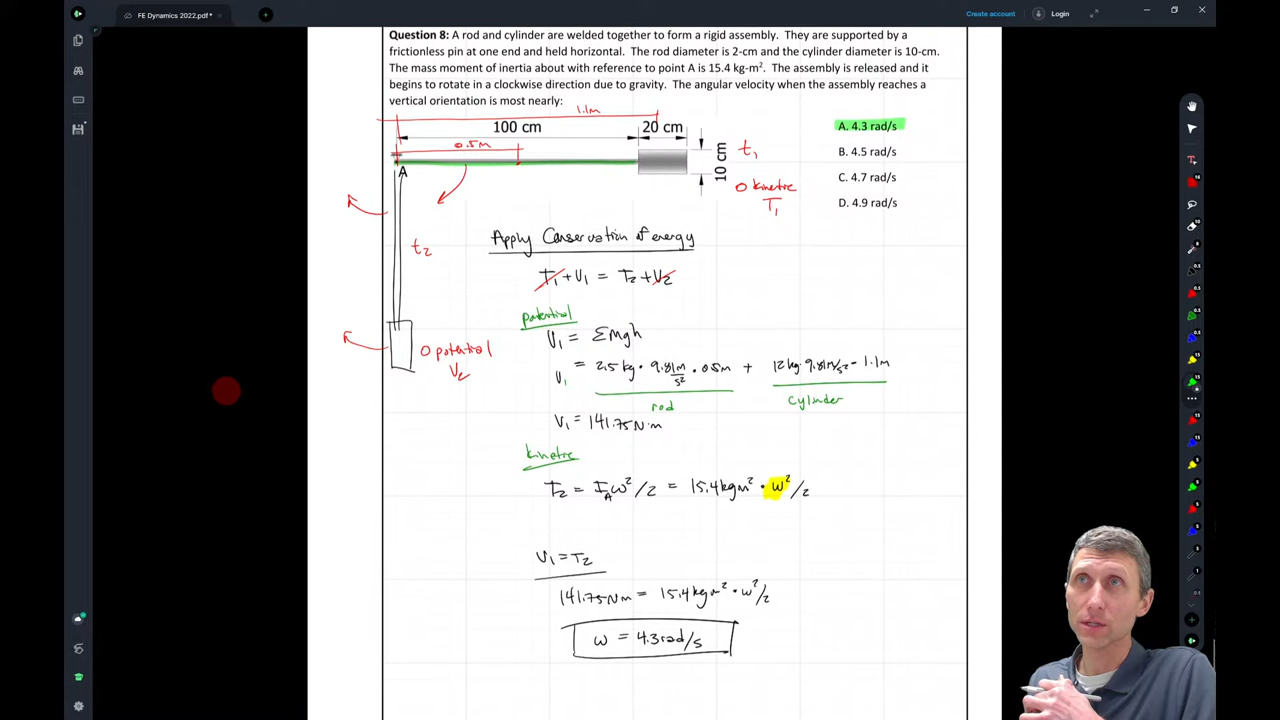 FE Dynamics 2022.pdf*
Create account
Login
Question 8: A rod and cylinder are welded together to form a rigid assembly. They are supported by a
frictionless pin at one end and held horizontal. The rod diameter is 2-cm and the cylinder diameter is 10-cm.
The mass moment of inertia about with reference to point A is 15.4 kg-m².
The assembly is released and it
begins to rotate in a clockwise direction due to gravity. The angular velocity when the assembly reaches a
vertical orientation is most nearly:
1.1m
100 cm
20 cm
0.5m
10 cm
A
t₁
0 kinetic
T₁
A. 4.3 rad/s
B. 4.5 rad/s
C. 4.7 rad/s
D. 4.9 rad/s
t₂
0 potential
V₂
Apply Conservation of energy
T₁ + V₁ = T₂ + V₂
potential
V₁ = ΣMgh
V₁ = 2.5 kg · 9.81m/s² · 0.5m + 12kg · 9.81m/s² · 1.1m
rod
cylinder
V₁ = 141.75 N·m
kinetic
T₂ = I_A ω²/2 = 15.4kgm² · ω²/2
V₁ = T₂
141.75Nm = 15.4kgm² · ω²/2
ω = 4.3rad/s